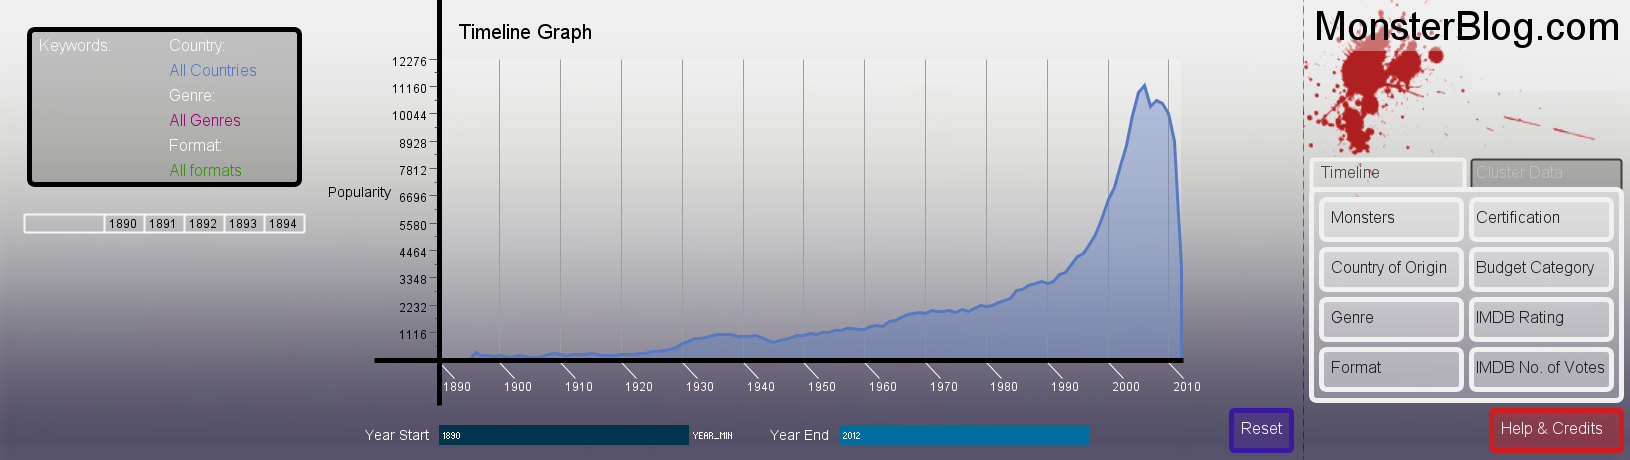 Keywords:
Country:
All Countries
Genre:
All Genres
Format:
All formats
1890 1891 1892 1893 1894
Timeline Graph
Popularity
12276
11160
10044
8928
7812
6696
5580
4464
3348
2232
1116
1890 1900 1910 1920 1930 1940 1950 1960 1970 1980 1990 2000 2010
Year Start 1890 YEAR_MIN Year End 2012
Reset
MonsterBlog.com
Timeline Cluster Data
Monsters Certification
Country of Origin Budget Category
Genre IMDB Rating
Format IMDB No. of Votes
Help & Credits